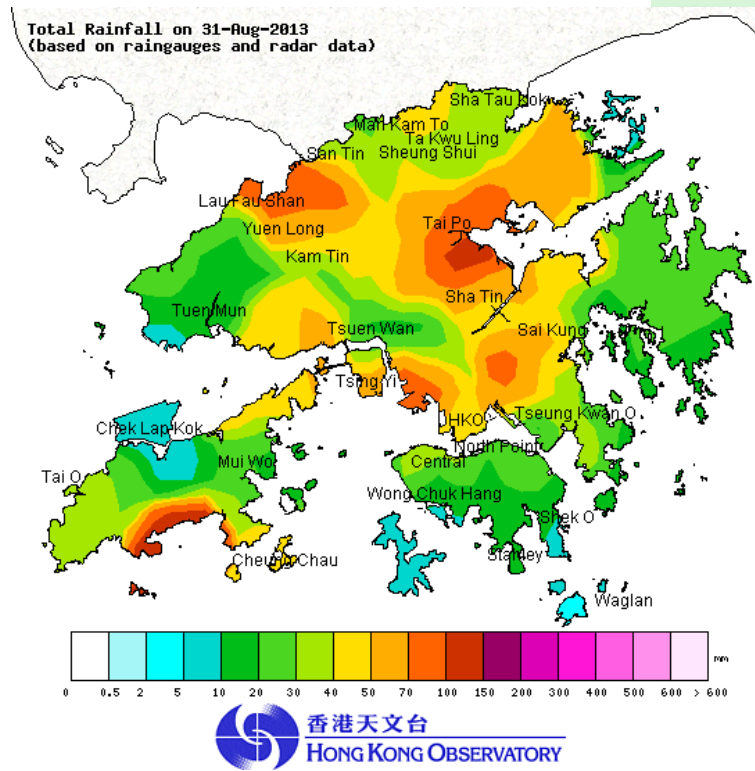 Total Rainfall on 31-Aug-2013
(based on raingauges and radar data)
Sha Tau Kok
Man Kam To
Ta Kwu Ling
San Tin
Sheung Shui
Lau Fau Shan
Tai Po
Yuen Long
Kam Tin
Sha Tin
Tuen Mun
Tsuen Wan
Sai Kung
Tsing Yi
Chek Lap Kok
HKO
Tseung Kwan O
North Point
Mui Wo
Central
Tai O
Wong Chuk Hang
Shek O
Cheung Chau
Stanley
Waglan
mm
0 0.5 2 5 10 20 30 40 50 70 100 150 200 300 400 500 600 > 600
香港天文台
HONG KONG OBSERVATORY